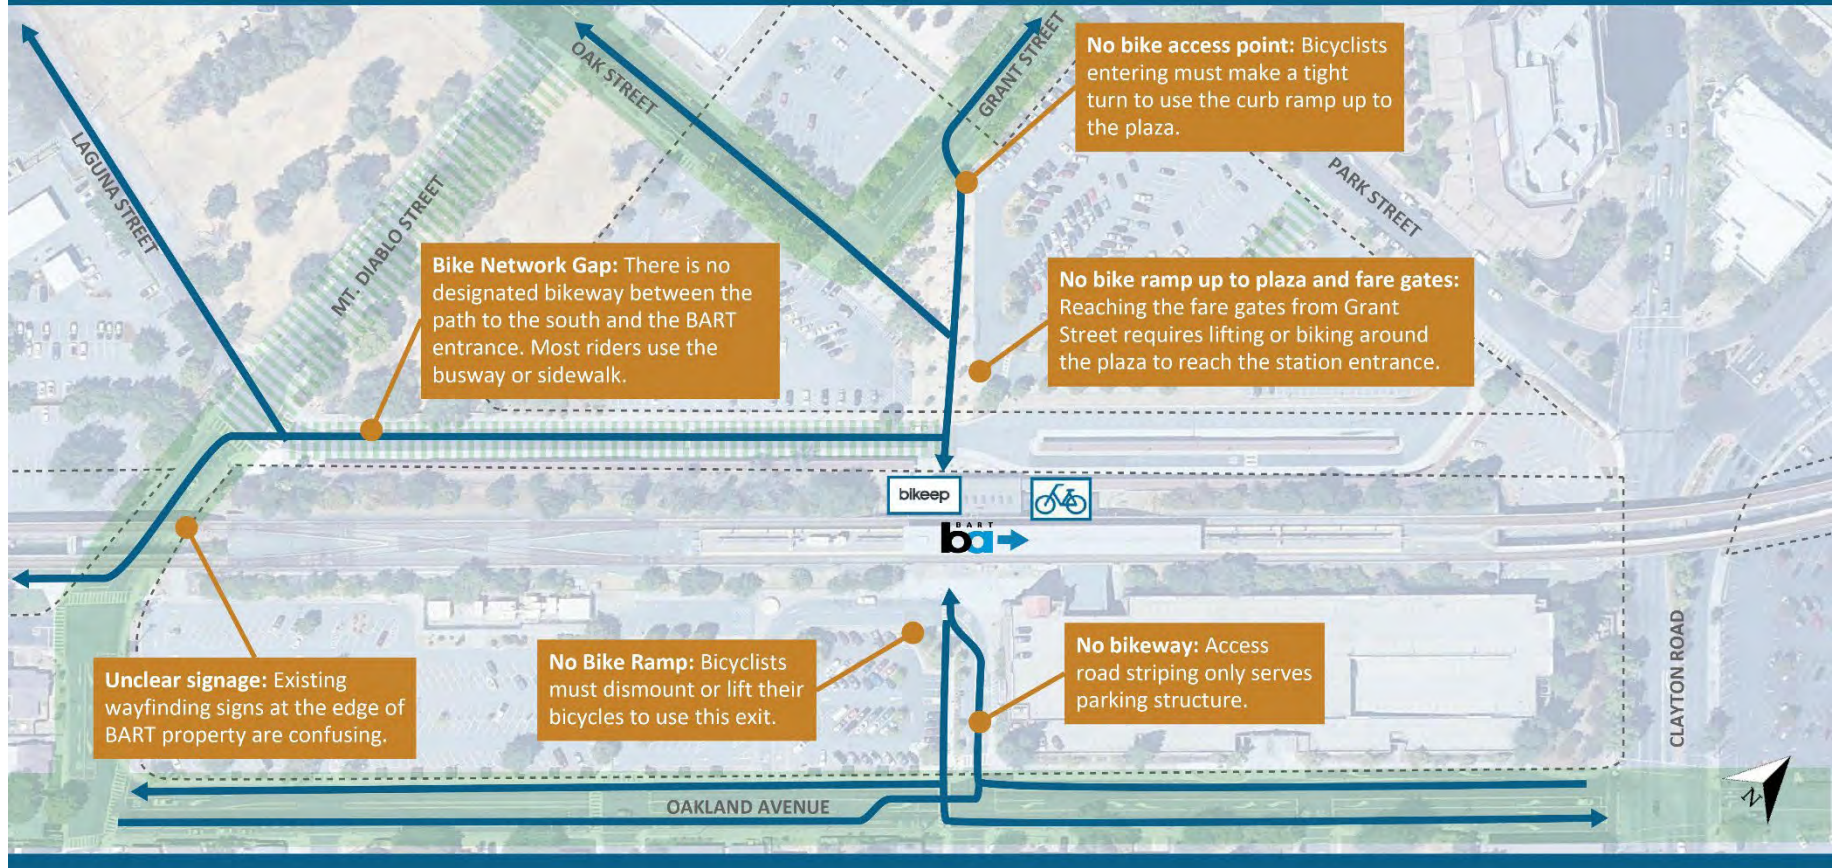 OAK STREET
GRANT STREET
No bike access point: Bicyclists
entering must make a tight
turn to use the curb ramp up to
the plaza.
LAGUNA STREET
MT. DIABLO STREET
PARK STREET
Bike Network Gap: There is no
designated bikeway between the
path to the south and the BART
entrance. Most riders use the
busway or sidewalk.
No bike ramp up to plaza and fare gates:
Reaching the fare gates from Grant
Street requires lifting or biking around
the plaza to reach the station entrance.
bikeep
BART
ba
Unclear signage: Existing
wayfinding signs at the edge of
BART property are confusing.
No Bike Ramp: Bicyclists
must dismount or lift their
bicycles to use this exit.
No bikeway: Access
road striping only serves
parking structure.
CLAYTON ROAD
OAKLAND AVENUE
N